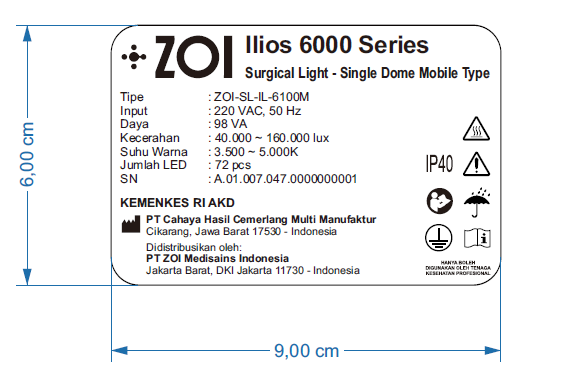 ZOI
Ilios 6000 Series
Surgical Light - Single Dome Mobile Type
Tipe : ZOI-SL-IL-6100M
Input : 220 VAC, 50 Hz
Daya : 98 VA
Kecerahan : 40.000 ~ 160.000 lux
Suhu Warna : 3.500 ~ 5.000K
Jumlah LED : 72 pcs
SN : A.01.007.047.0000000001
IP40
KEMENKES RI AKD
PT Cahaya Hasil Cemerlang Multi Manufaktur
Cikarang, Jawa Barat 17530 - Indonesia
Didistribusikan oleh:
PT ZOI Medisains Indonesia
Jakarta Barat, DKI Jakarta 11730 - Indonesia
HANYA BOLEH
DIGUNAKAN OLEH TENAGA
KESEHATAN PROFESIONAL
6,00 cm
9,00 cm